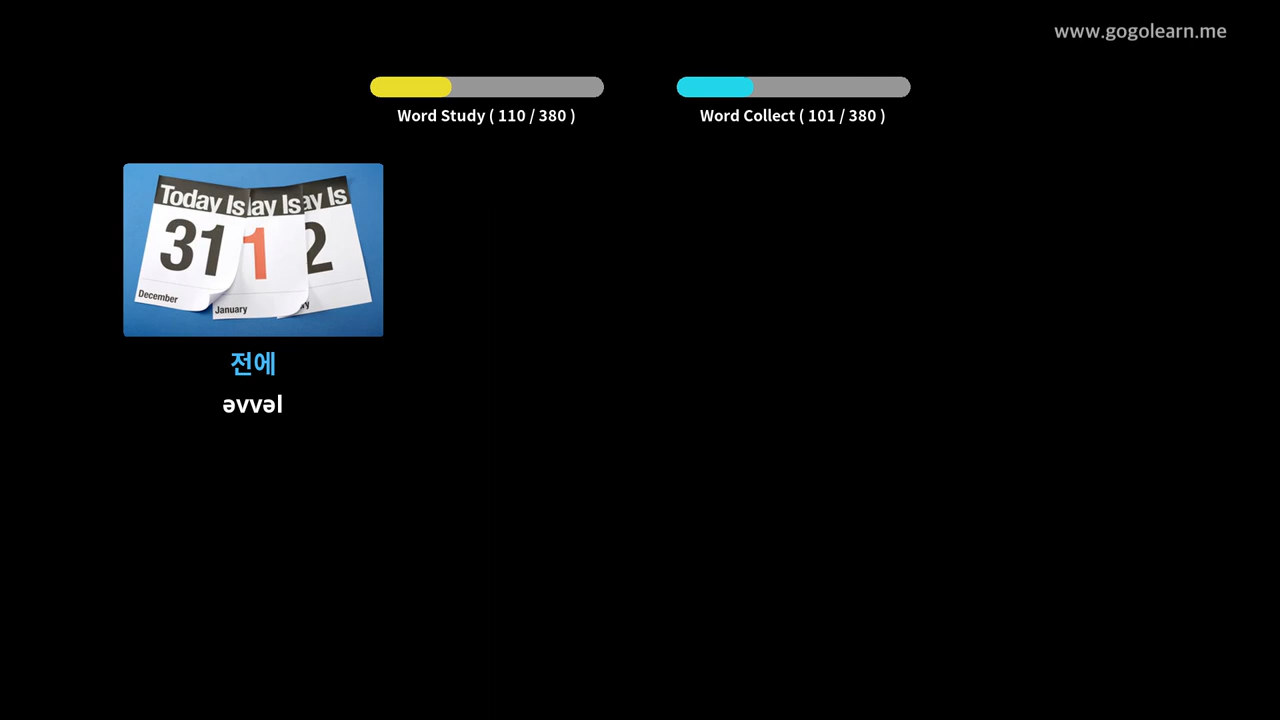 www.gogolearn.me
Word Study ( 110 / 380 )
Word Collect ( 101 / 380 )
Today Is
ay Is
ay Is
31
1
2
December
January
ry
전에
əvvəl